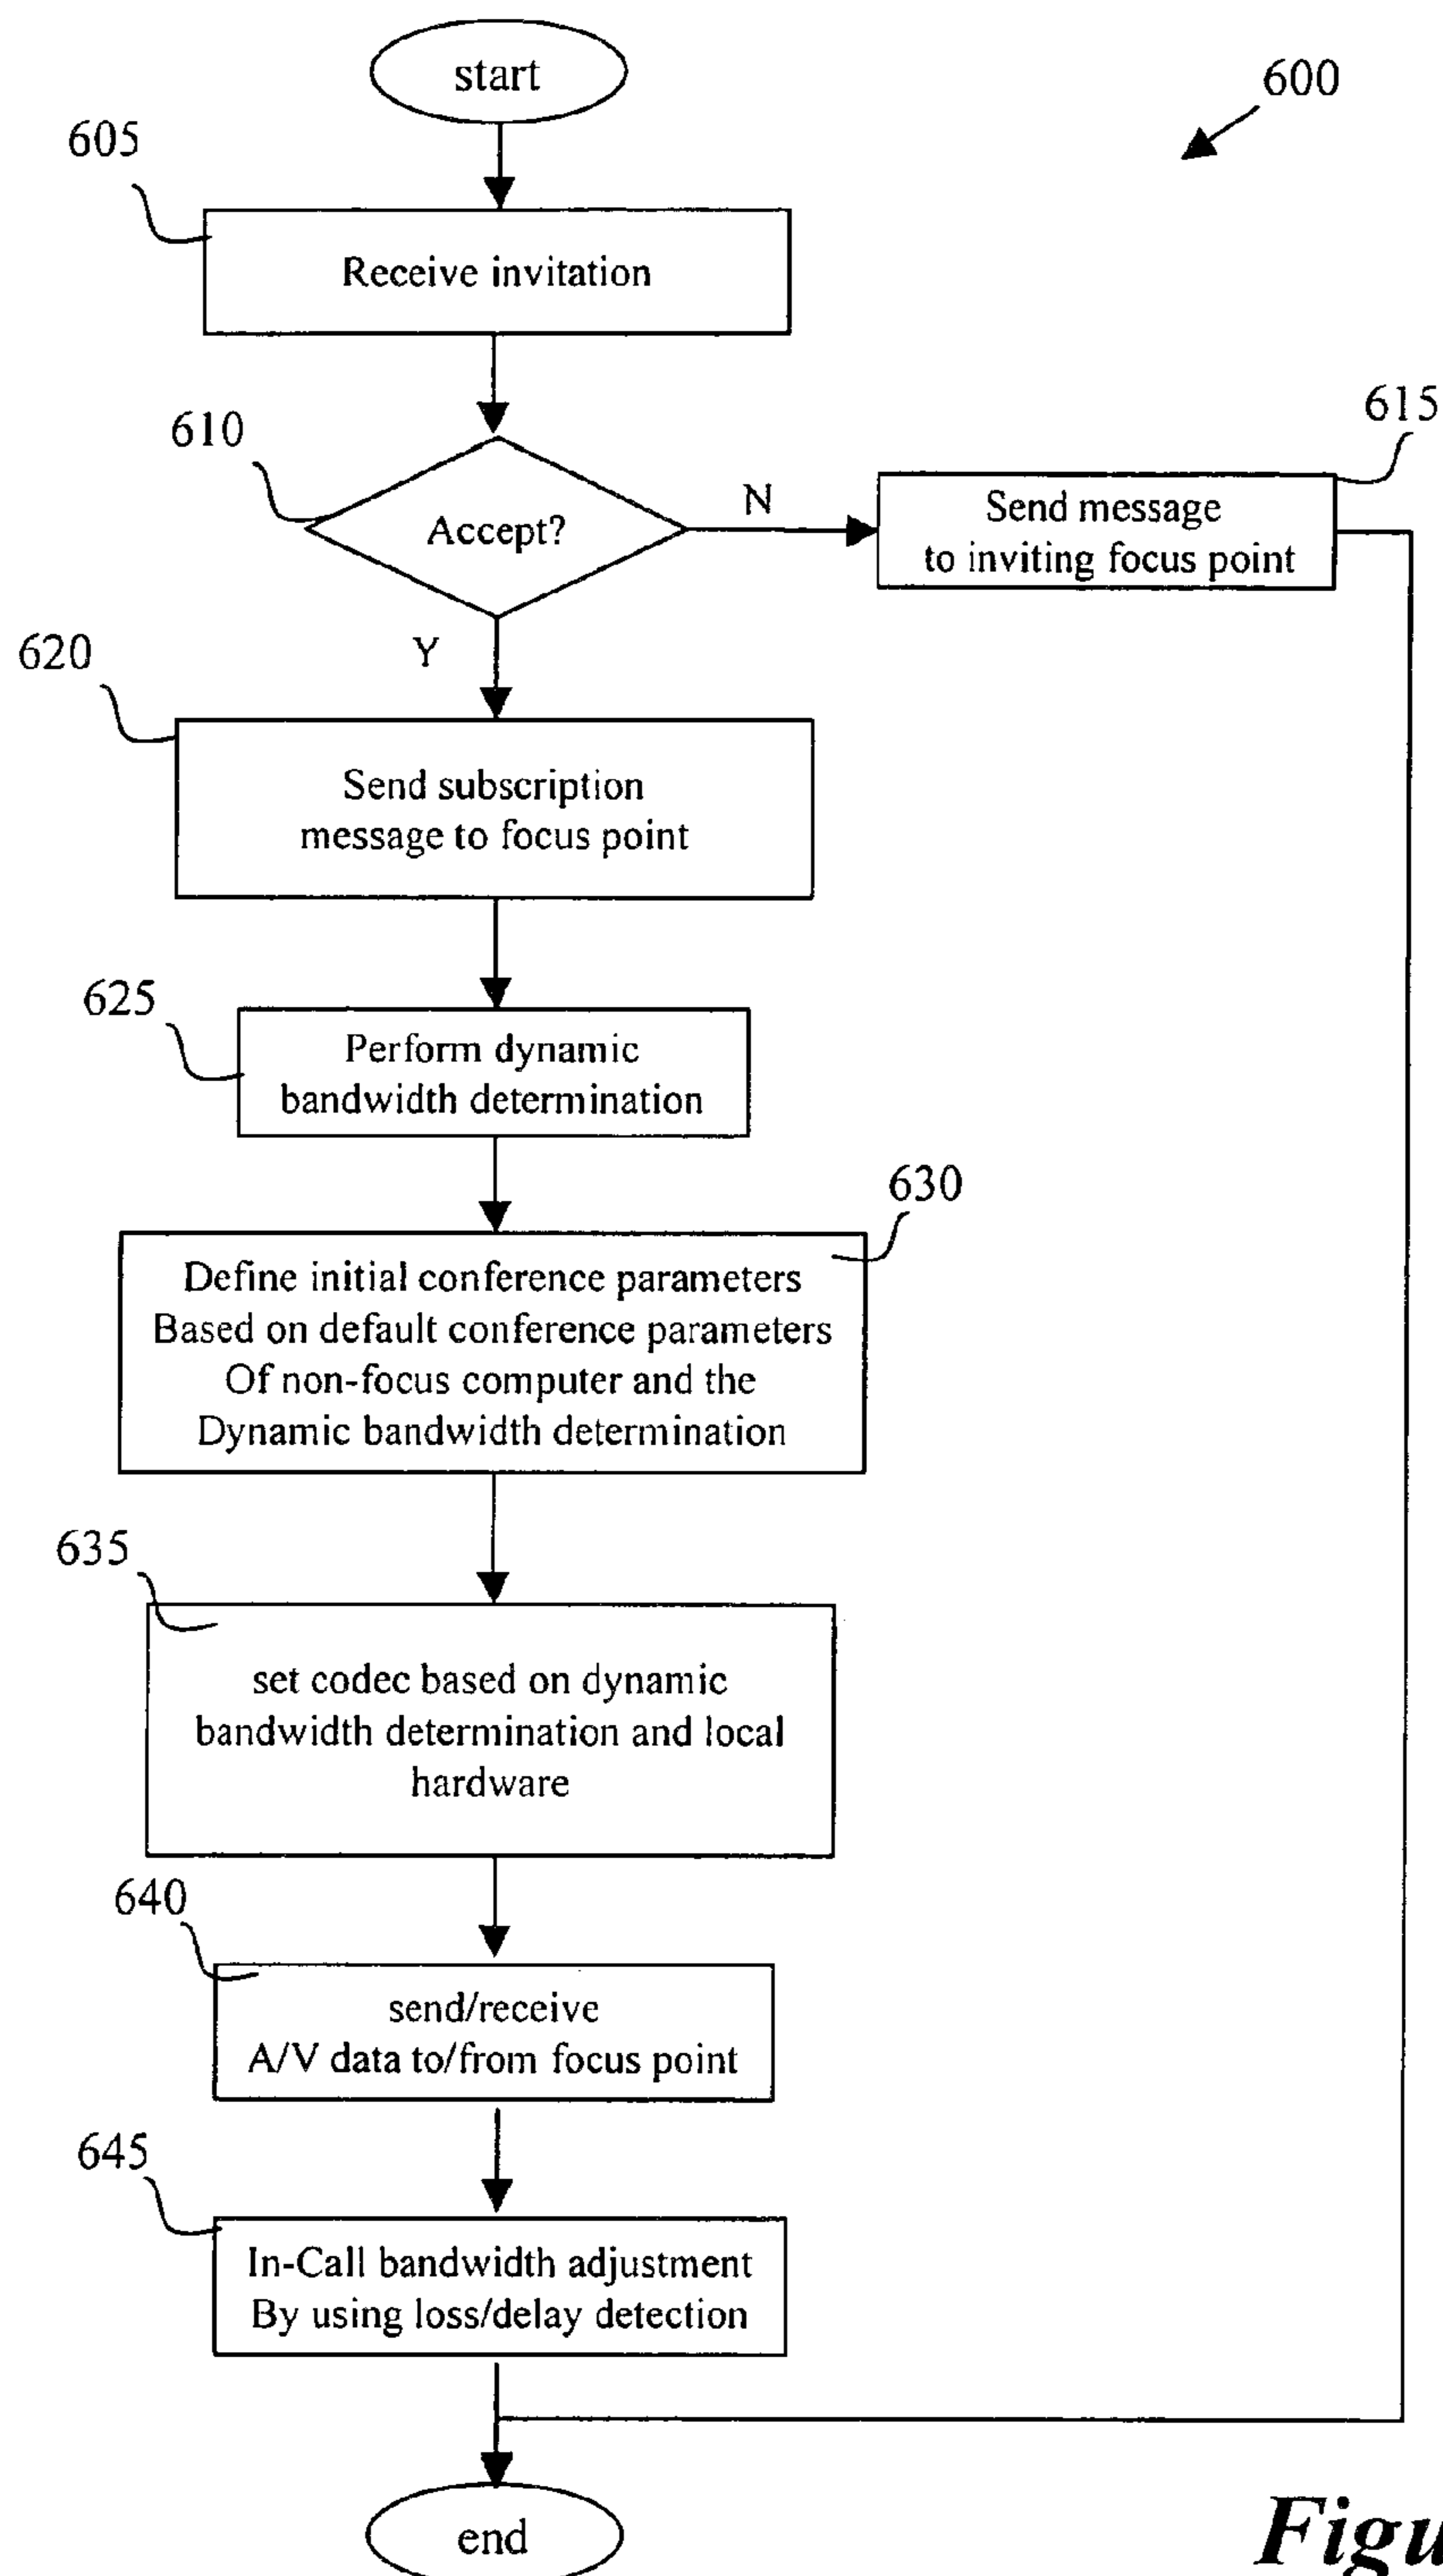 start
600
605
Receive invitation
610
Accept?
N
615
Send message
to inviting focus point
Y
620
Send subscription
message to focus point
625
Perform dynamic
bandwidth determination
630
Define initial conference parameters
Based on default conference parameters
Of non-focus computer and the
Dynamic bandwidth determination
635
set codec based on dynamic
bandwidth determination and local
hardware
640
send/receive
A/V data to/from focus point
645
In-Call bandwidth adjustment
By using loss/delay detection
end